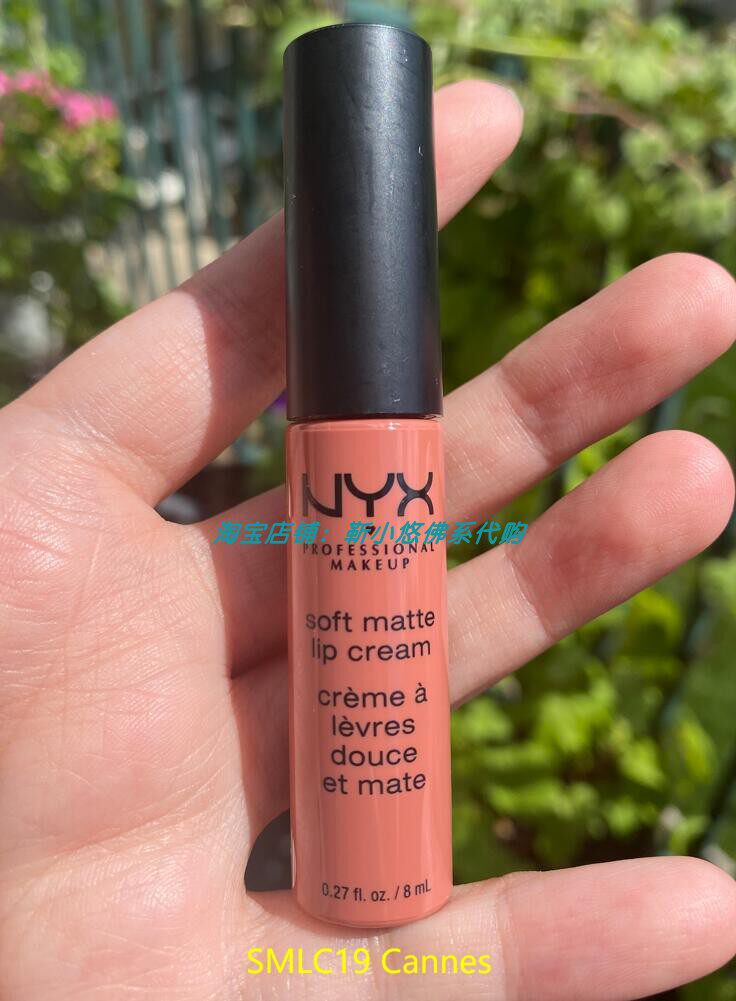 NYX
淘宝店铺：靳小悠佛系代购
PROFESSIONAL
MAKEUP
soft matte
lip cream
crème à
lèvres
douce
et mate
0.27 fl. oz. / 8 mL
SMLC19 Cannes